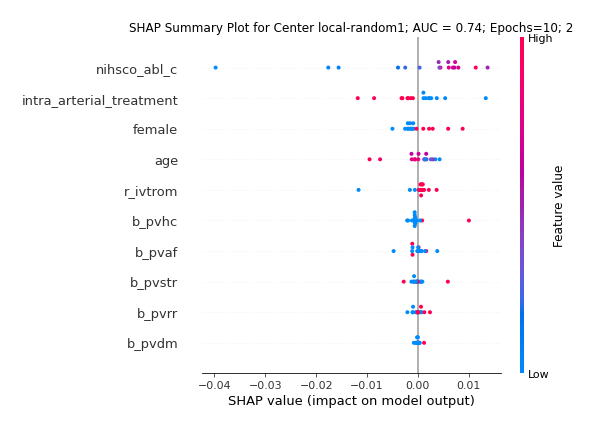 SHAP Summary Plot for Center local-random1; AUC = 0.74; Epochs=10; 2
High
nihsco_abl_c
intra_arterial_treatment
female
age
r_ivtrom
b_pvhc
b_pvaf
b_pvstr
b_pvrr
b_pvdm
Feature value
Low
−0.04 −0.03 −0.02 −0.01 0.00 0.01
SHAP value (impact on model output)